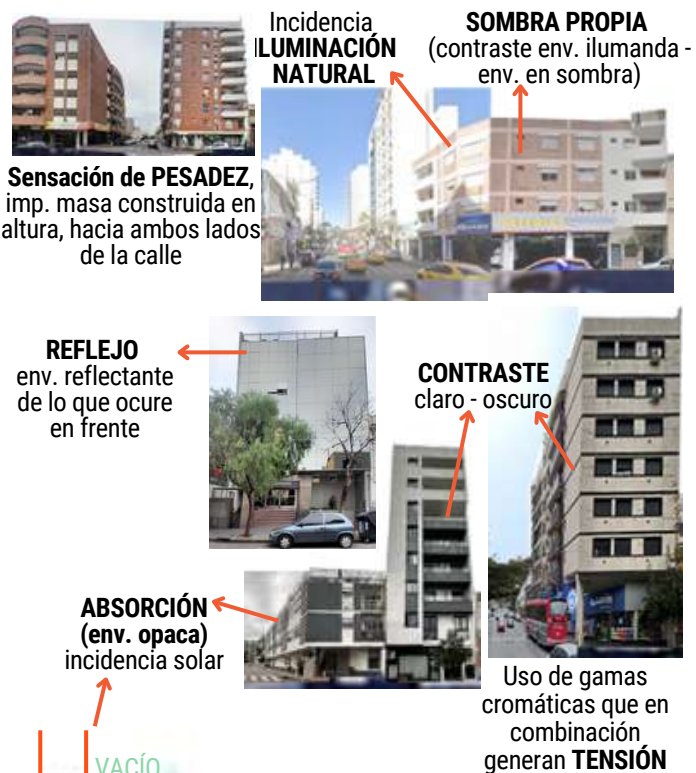 Incidencia
ILUMINACIÓN
NATURAL
SOMBRA PROPIA
(contraste env. ilumanda -
env. en sombra)
Sensación de PESADEZ,
imp. masa construida en
altura, hacia ambos lados
de la calle
REFLEJO
env. reflectante
de lo que ocure
en frente
CONTRASTE
claro - oscuro
ABSORCIÓN
(env. opaca)
incidencia solar
Uso de gamas
cromáticas que en
combinación
generan TENSIÓN
VACÍO